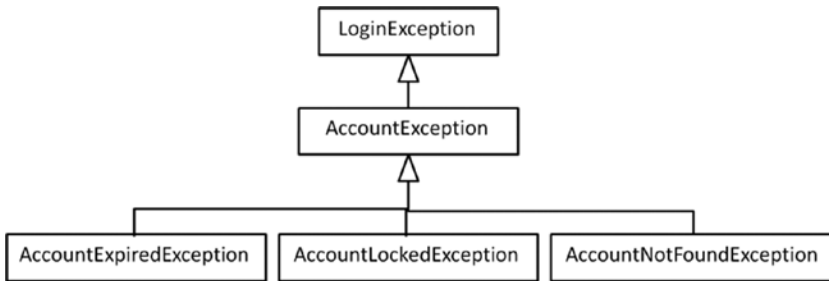 LoginException
AccountException
AccountExpiredException
AccountLockedException
AccountNotFoundException